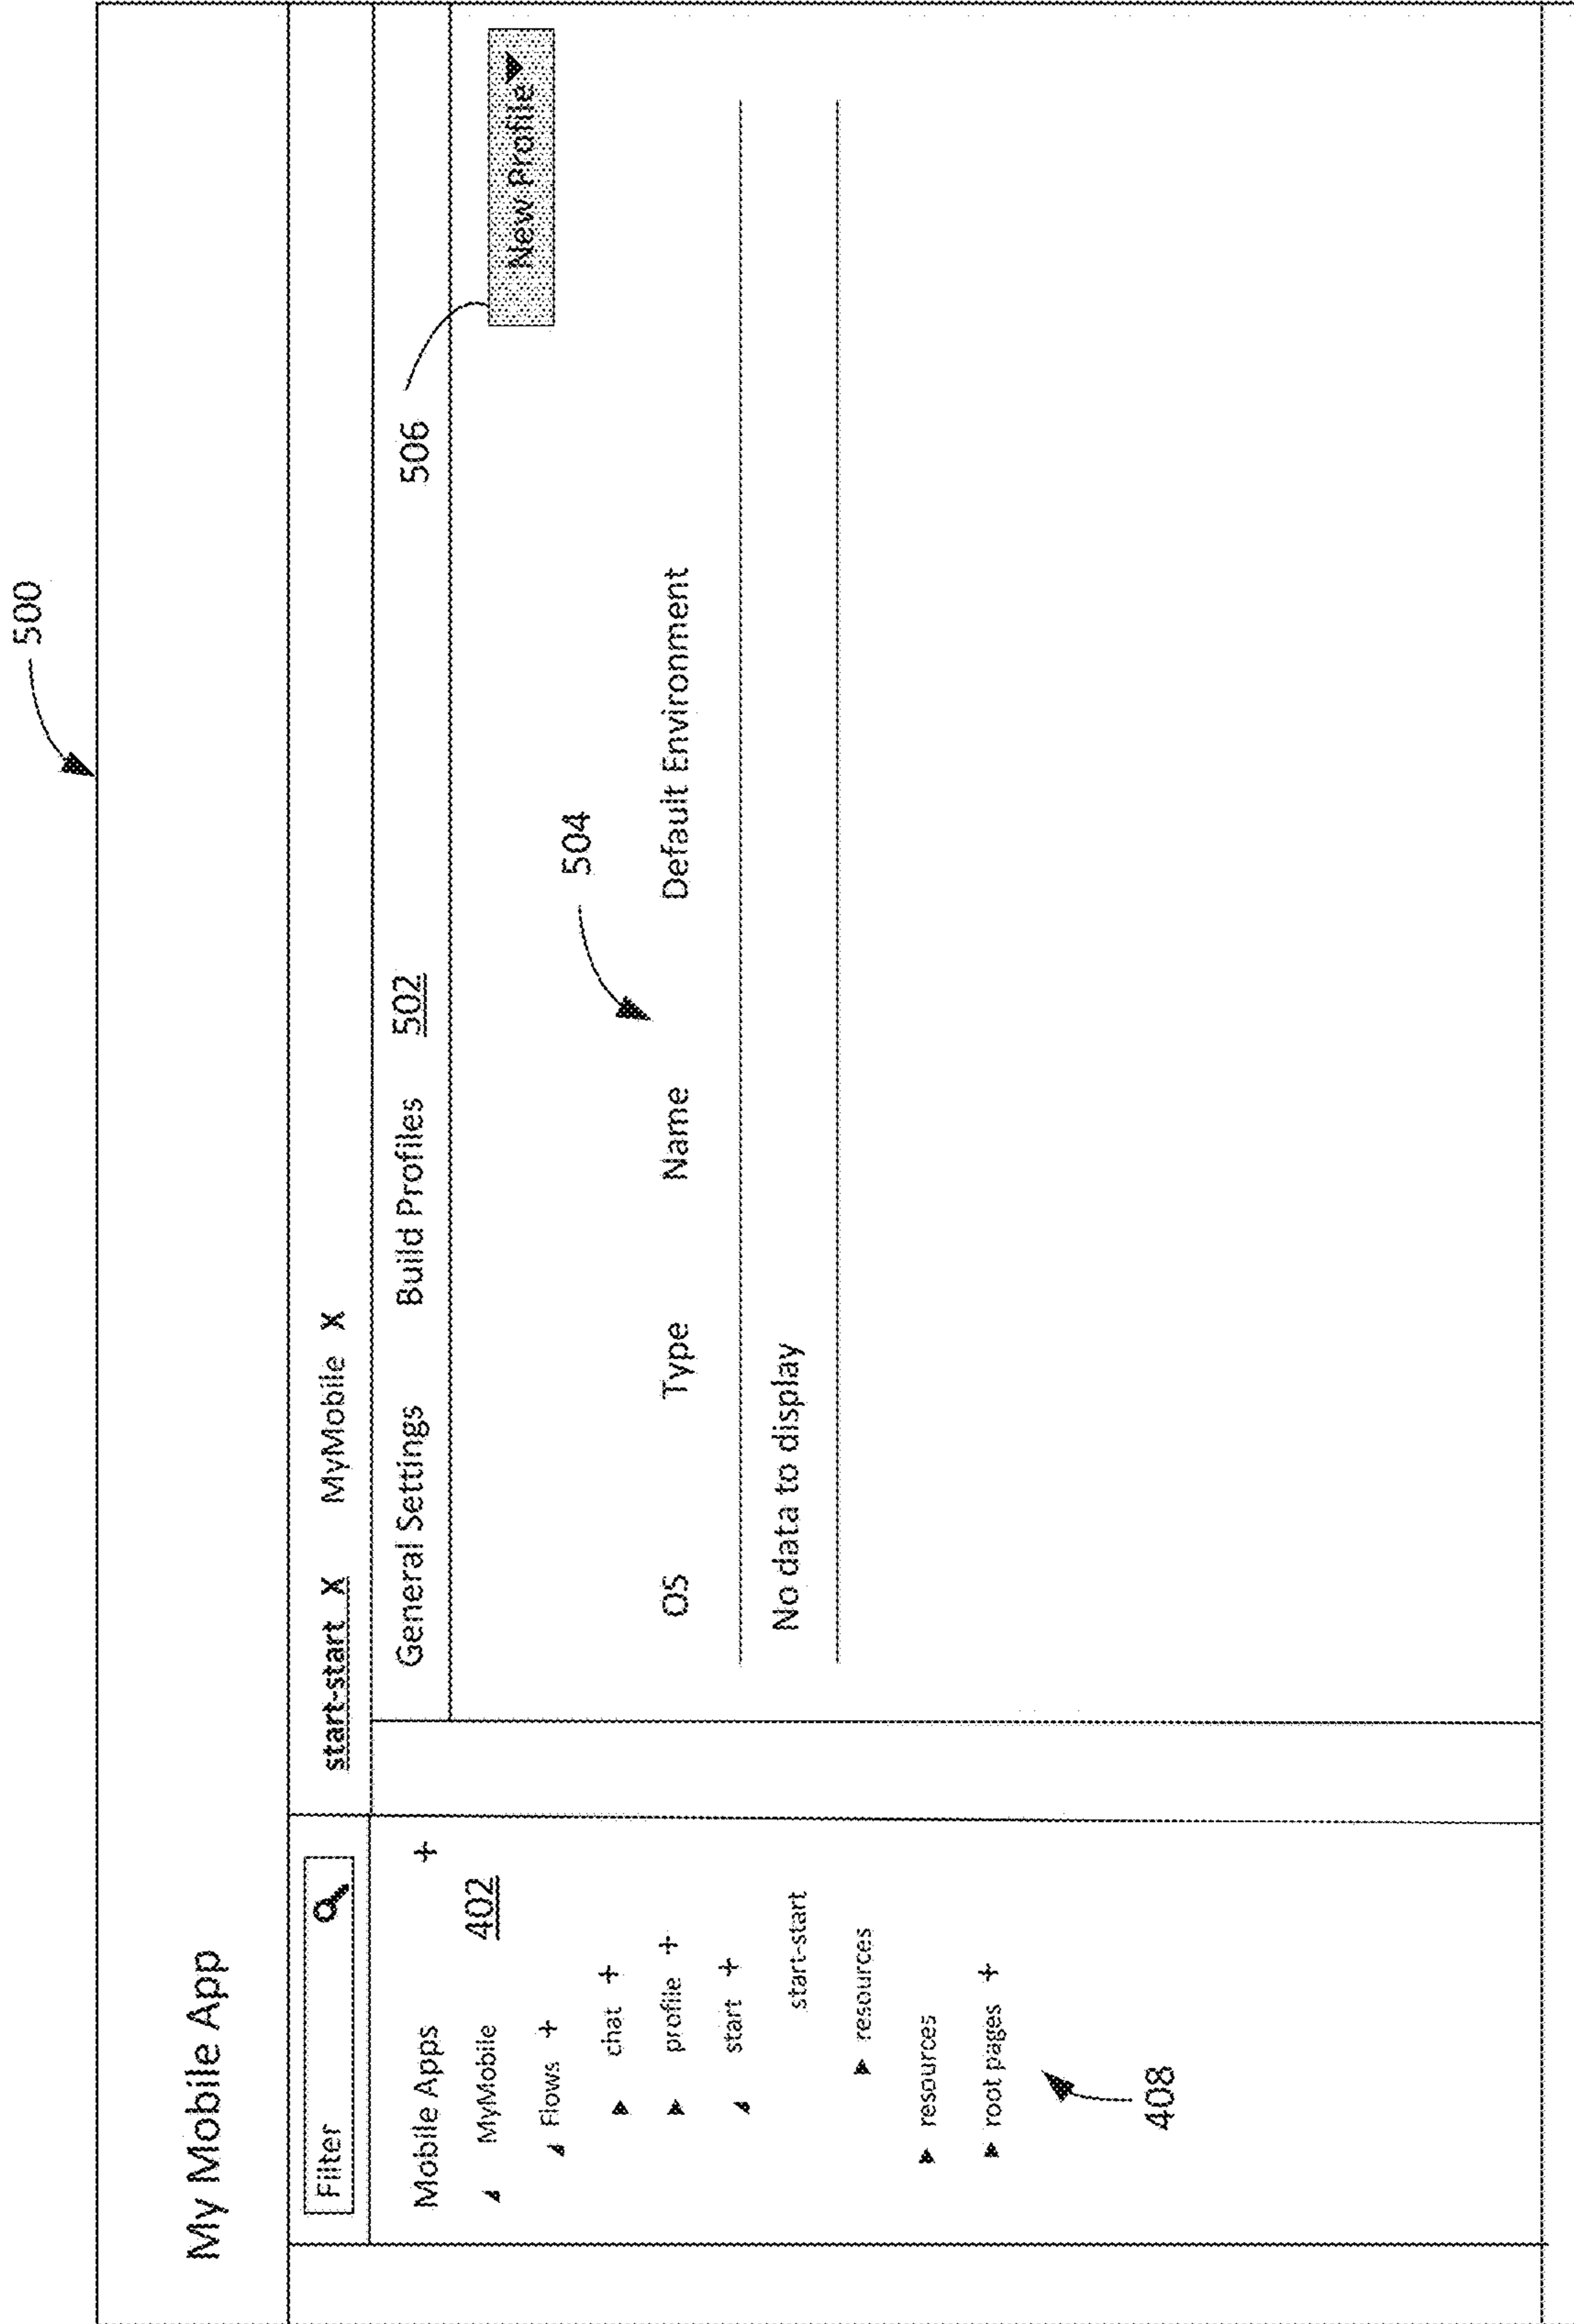 500
My Mobile App
Filter
start-start X MyMobile X
Mobile Apps +
General Settings Build Profiles 502
506
MyMobile 402
New Profile
Flows +
504
chat +
profile +
OS Type Name Default Environment
start +
start-start
No data to display
resources
resources
root pages +
408